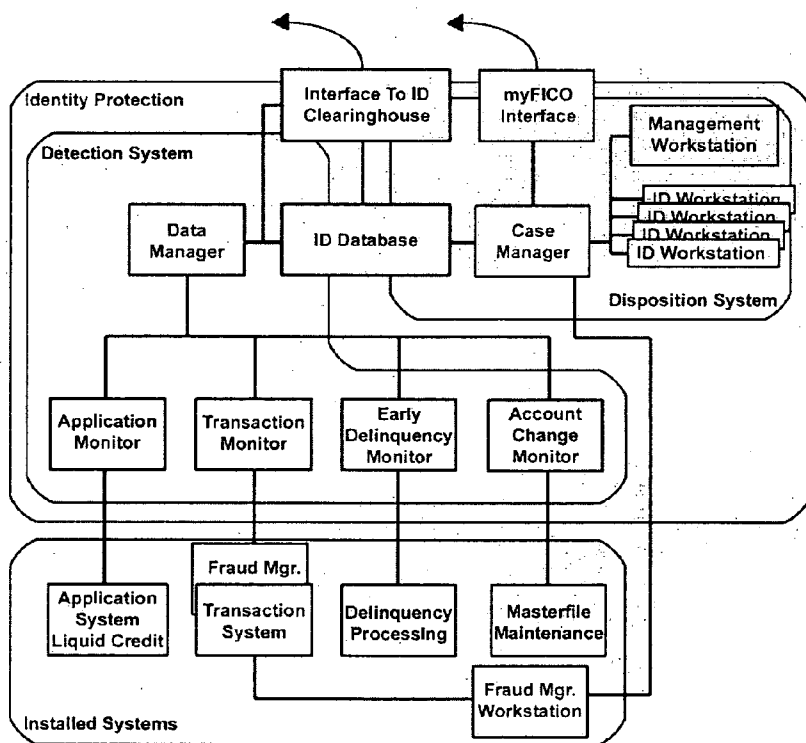 Identity Protection
Interface To ID
Clearinghouse
myFICO
Interface
Management
Workstation
Detection System
ID Workstation
ID Workstation
ID Workstation
ID Workstation
Data
Manager
ID Database
Case
Manager
Disposition System
Application
Monitor
Transaction
Monitor
Early
Delinquency
Monitor
Account
Change
Monitor
Fraud Mgr.
Application
System
Liquid Credit
Transaction
System
Delinquency
Processing
Masterfile
Maintenance
Fraud Mgr.
Workstation
Installed Systems